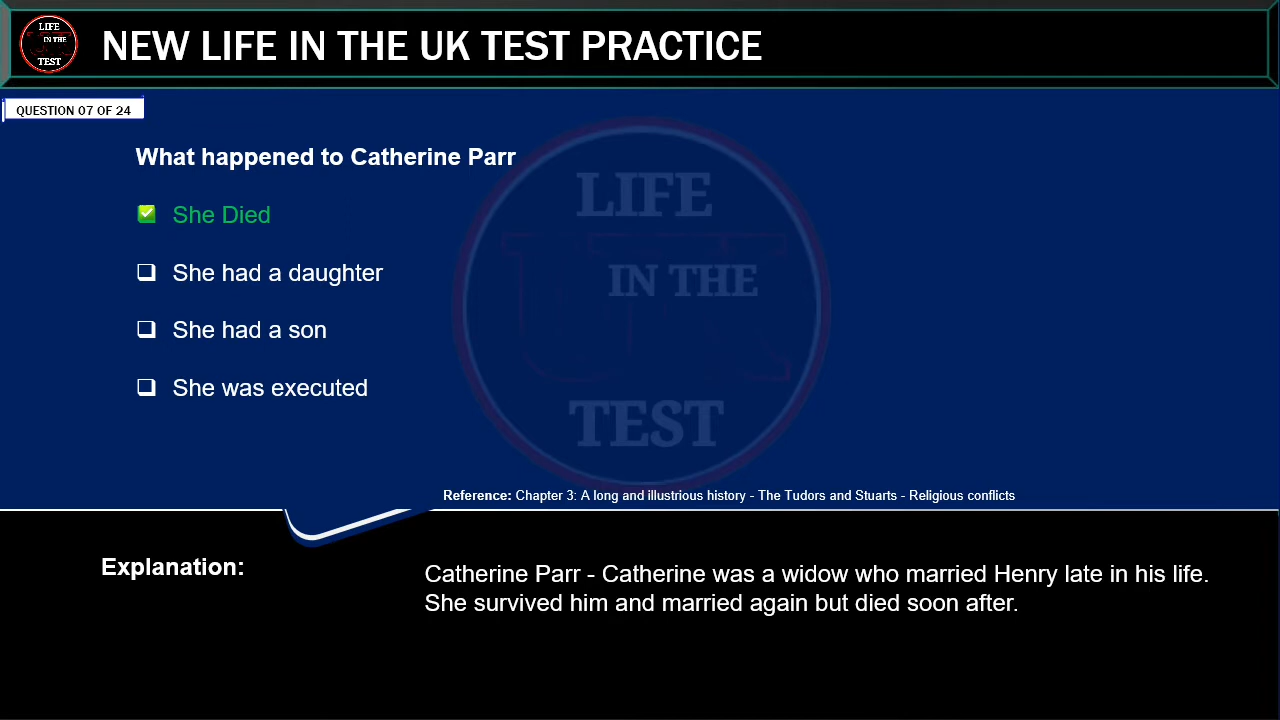 LIFE
IN THE
UK
TEST
NEW LIFE IN THE UK TEST PRACTICE
QUESTION 07 OF 24
What happened to Catherine Parr
She Died
She had a daughter
She had a son
She was executed
LIFE
IN THE
UK
TEST
Reference: Chapter 3: A long and illustrious history - The Tudors and Stuarts - Religious conflicts
Explanation:
Catherine Parr - Catherine was a widow who married Henry late in his life.
She survived him and married again but died soon after.